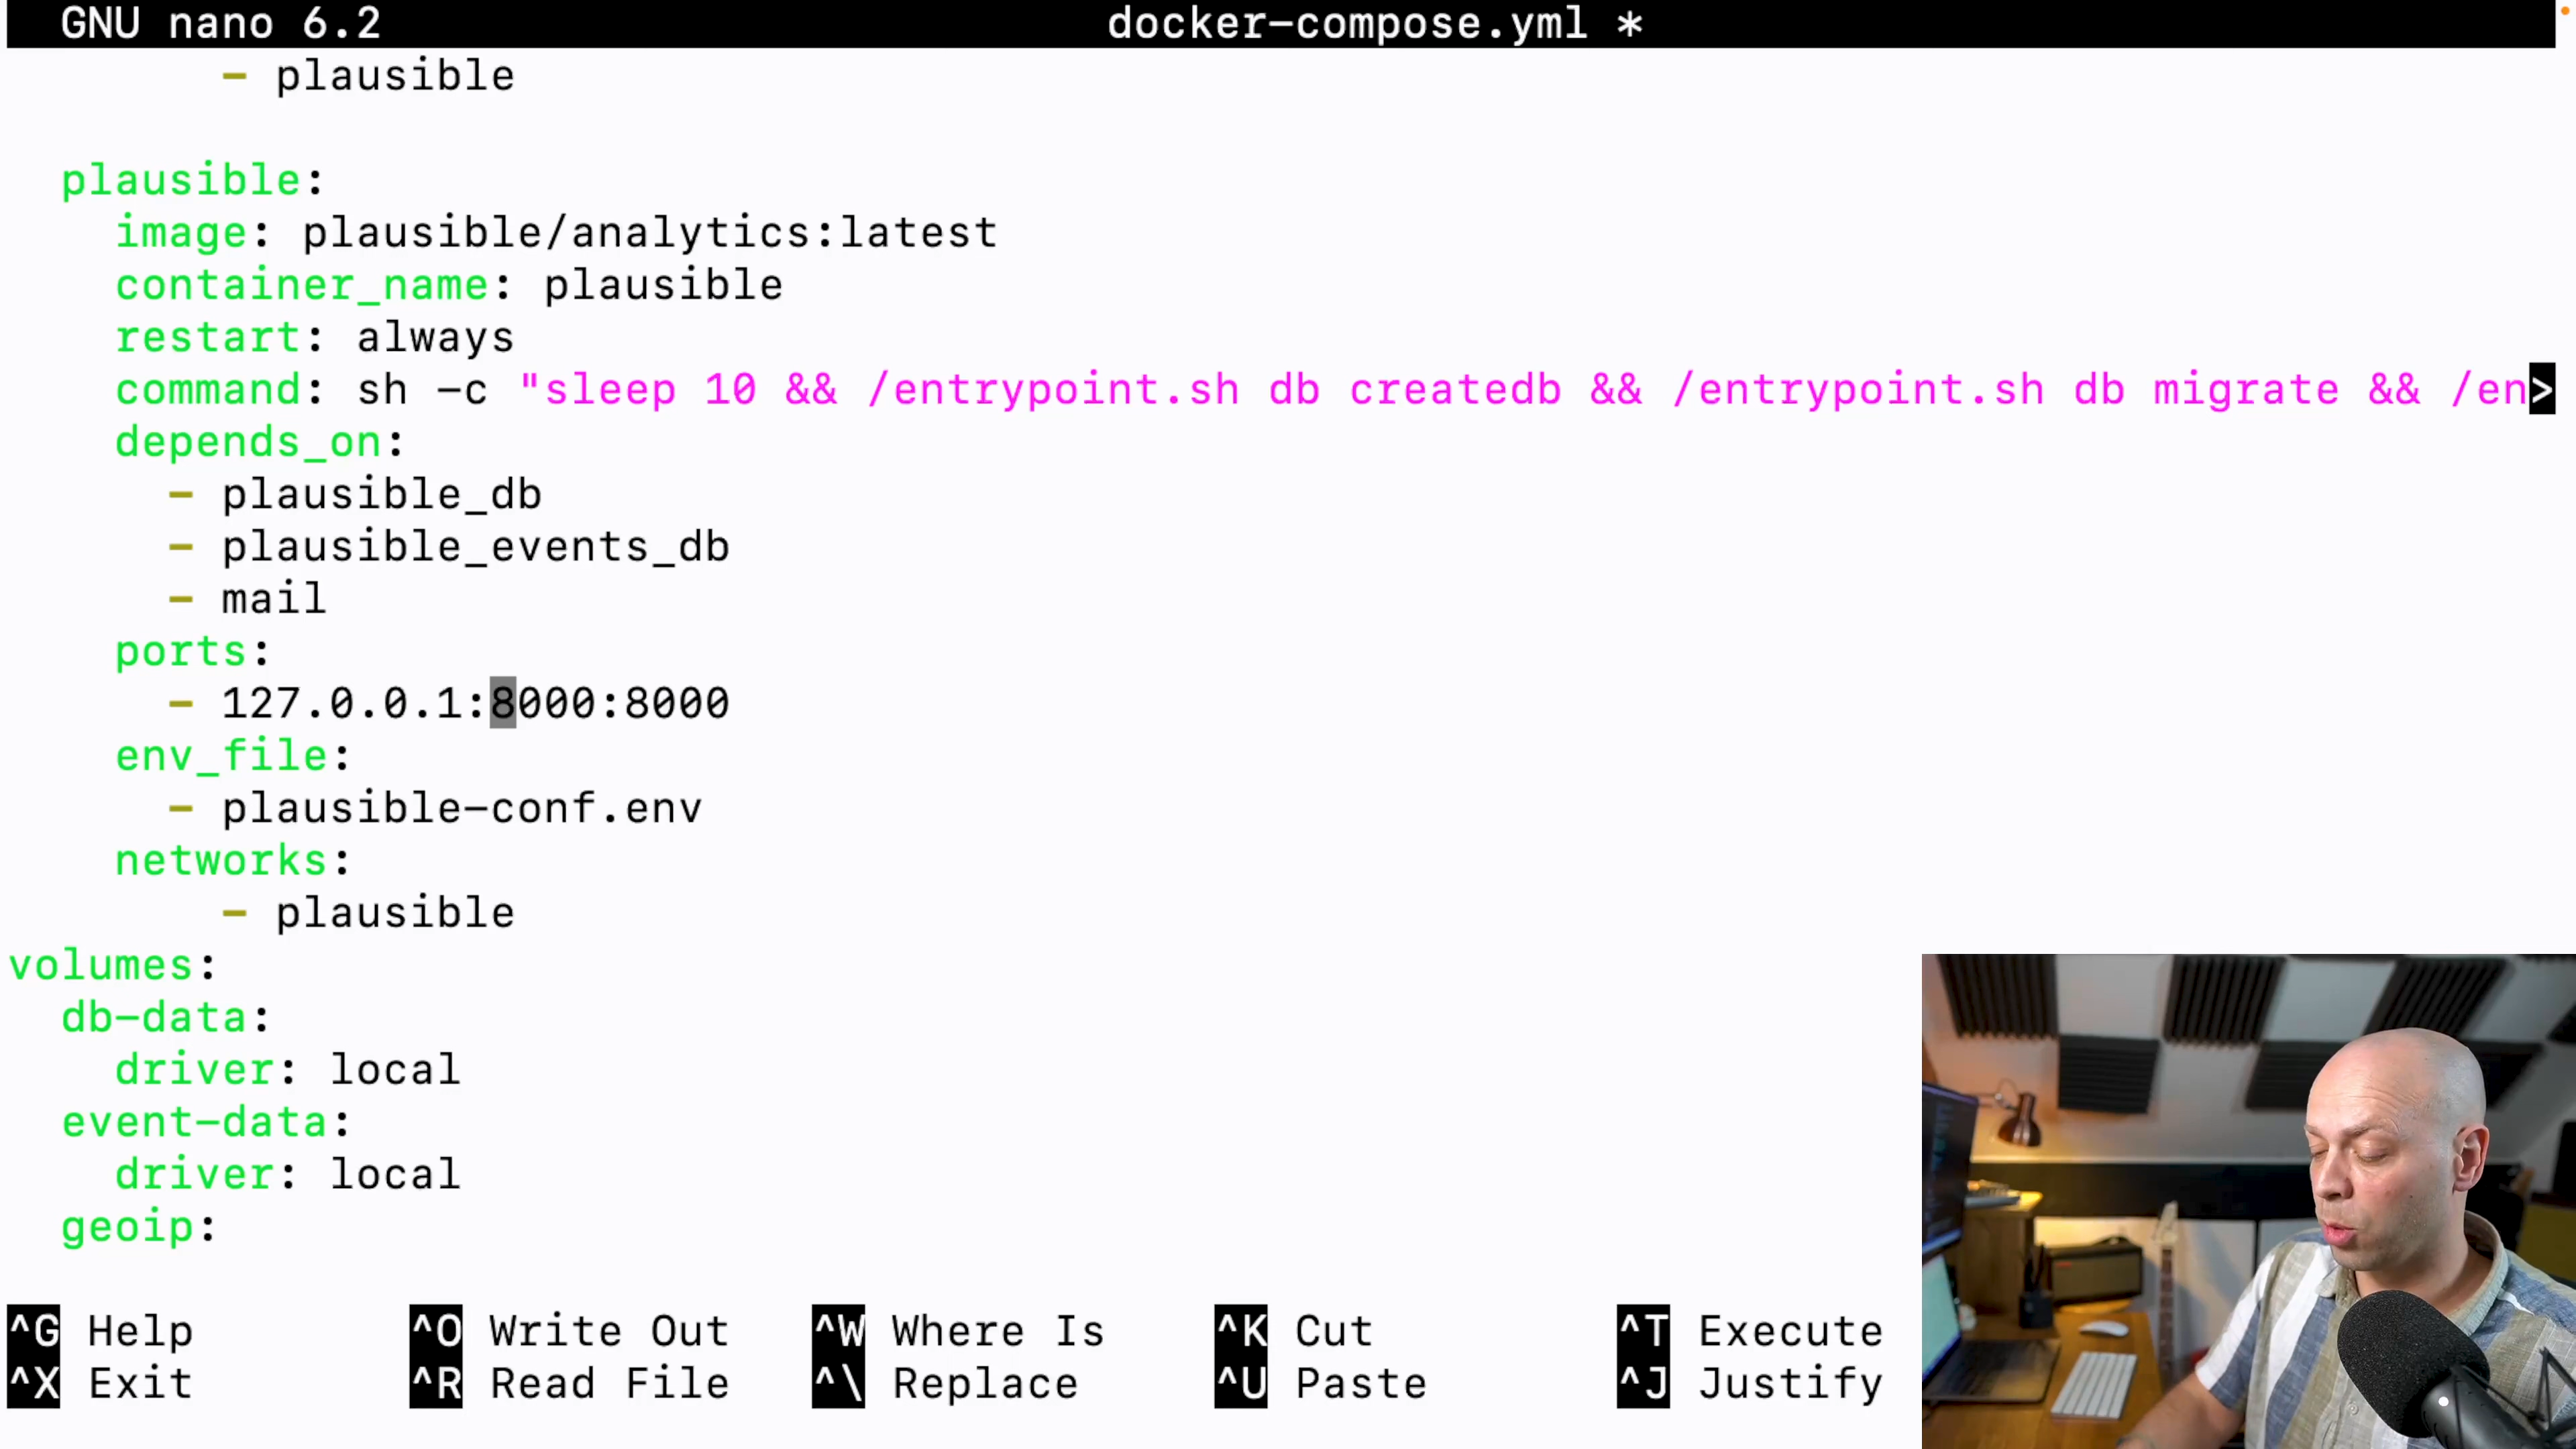 GNU nano 6.2 docker-compose.yml *
- plausible
plausible:
image: plausible/analytics:latest
container_name: plausible
restart: always
command: sh -c "sleep 10 && /entrypoint.sh db createdb && /entrypoint.sh db migrate && /en>
depends_on:
- plausible_db
- plausible_events_db
- mail
ports:
- 127.0.0.1:8000:8000
env_file:
- plausible-conf.env
networks:
- plausible
volumes:
db-data:
driver: local
event-data:
driver: local
geoip:
^G Help ^O Write Out ^W Where Is ^K Cut ^T Execute
^X Exit ^R Read File ^\ Replace ^U Paste ^J Justify